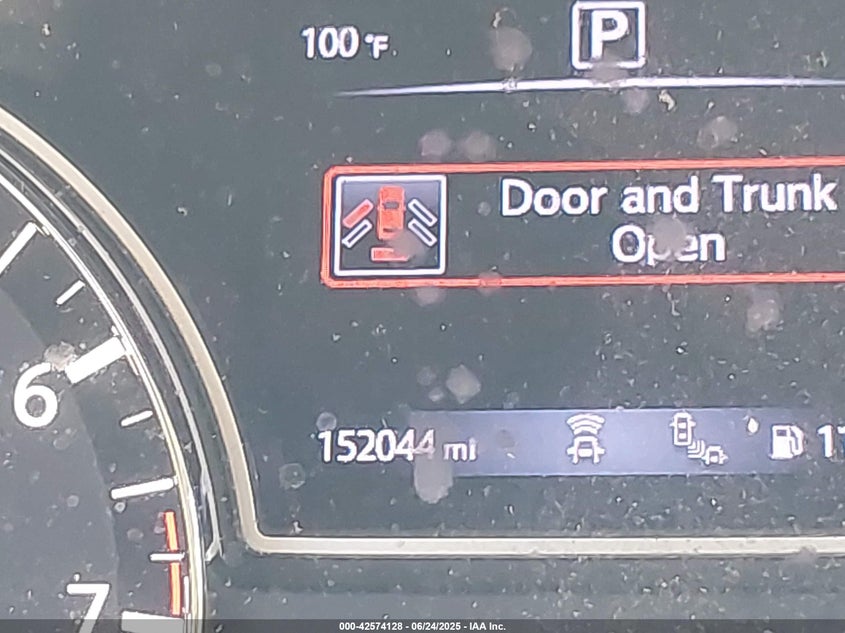 100 °F
P
Door and Trunk
Open
6
152044 mi
7
000-42574128 - 06/24/2025 - IAA Inc.